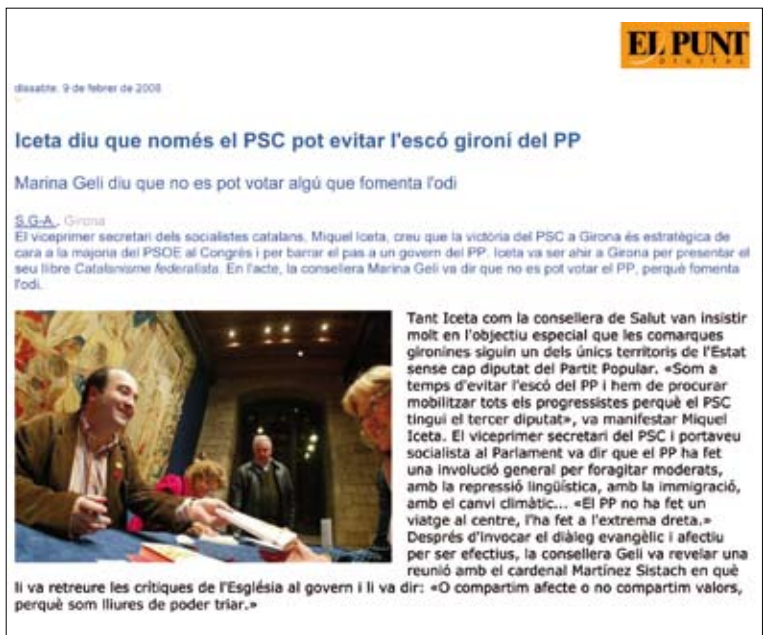 EL PUNT
DIGITAL
dissabte, 9 de febrer de 2008
Iceta diu que només el PSC pot evitar l'escó gironí del PP
Marina Geli diu que no es pot votar algú que fomenta l'odi
S.G-A., Girona
El viceprimer secretari dels socialistes catalans, Miquel Iceta, creu que la victòria del PSC a Girona és estratègica de
cara a la majoria del PSOE al Congrés i per barrar el pas a un govern del PP. Iceta va ser ahir a Girona per presentar el
seu llibre Catalanisme federalista. En l'acte, la consellera Marina Geli va dir que no es pot votar el PP, perquè fomenta
l'odi.
Tant Iceta com la consellera de Salut van insistir
molt en l'objectiu especial que les comarques
gironines siguin un dels únics territoris de l'Estat
sense cap diputat del Partit Popular. «Som a
temps d'evitar l'escó del PP i hem de procurar
mobilitzar tots els progressistes perquè el PSC
tingui el tercer diputat», va manifestar Miquel
Iceta. El viceprimer secretari del PSC i portaveu
socialista al Parlament va dir que el PP ha fet
una involució general per foragitar moderats,
amb la repressió lingüística, amb la immigració,
amb el canvi climàtic... «El PP no ha fet un
viatge al centre, l'ha fet a l'extrema dreta.»
Després d'invocar el diàleg evangèlic i afectiu
per ser efectius, la consellera Geli va revelar una
reunió amb el cardenal Martínez Sistach en què
li va retreure les crítiques de l'Església al govern i li va dir: «O compartim afecte o no compartim valors,
perquè som lliures de poder triar.»